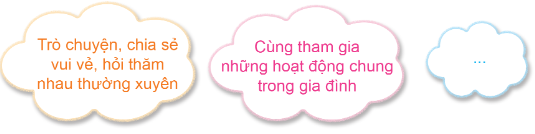 Trò chuyện, chia sẻ
vui vẻ, hỏi thăm
nhau thường xuyên
Cùng tham gia
những hoạt động chung
trong gia đình
...